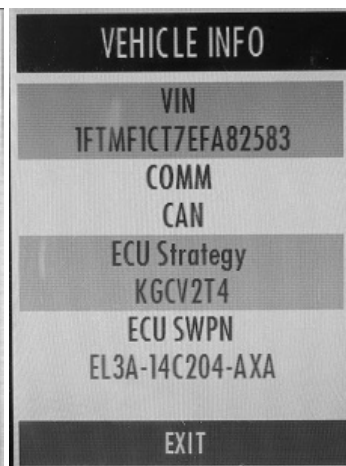 VEHICLE INFO
VIN
1FTMF1CT7EFA82583
COMM
CAN
ECU Strategy
KGCV2T4
ECU SWPN
EL3A-14C204-AXA
EXIT